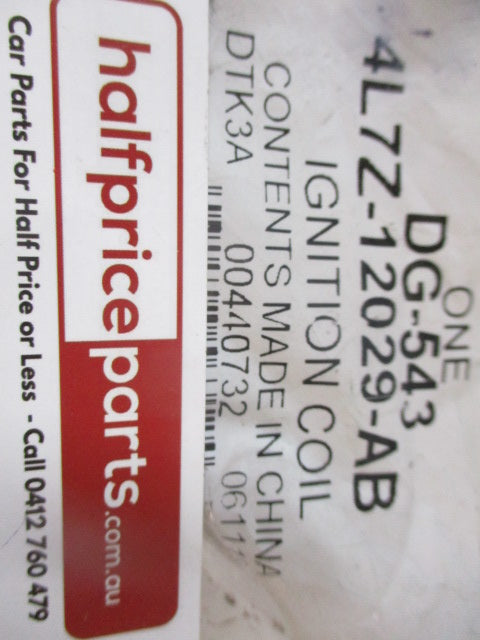 ONE
DG-543
4L7Z-12029-AB
IGNITION COIL
CONTENTS MADE IN CHINA
DTK3A 00440732
halfpriceparts.com.au
Car Parts For Half Price or Less - Call 0412 760 479